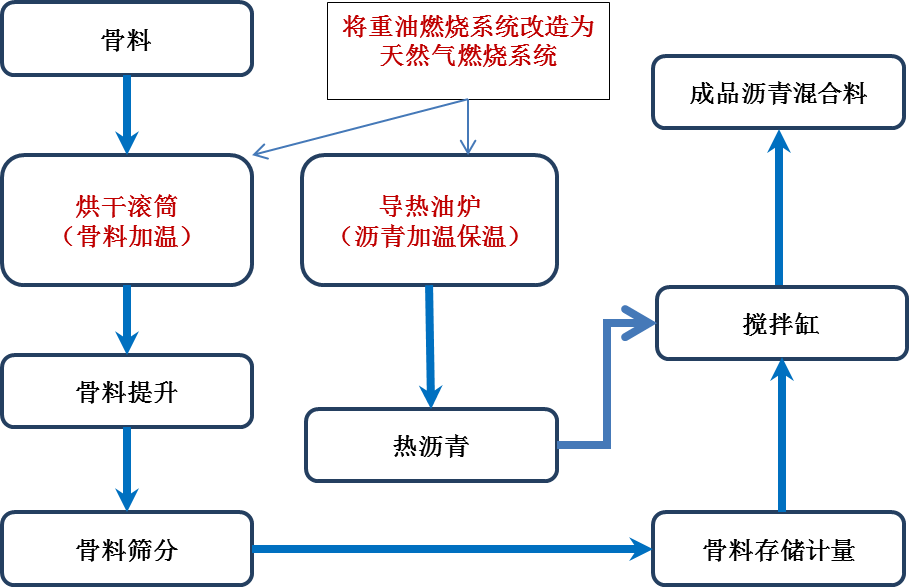 骨料
将重油燃烧系统改造为
天然气燃烧系统
成品沥青混合料
烘干滚筒
（骨料加温）
导热油炉
（沥青加温保温）
搅拌缸
骨料提升
热沥青
骨料筛分
骨料存储计量